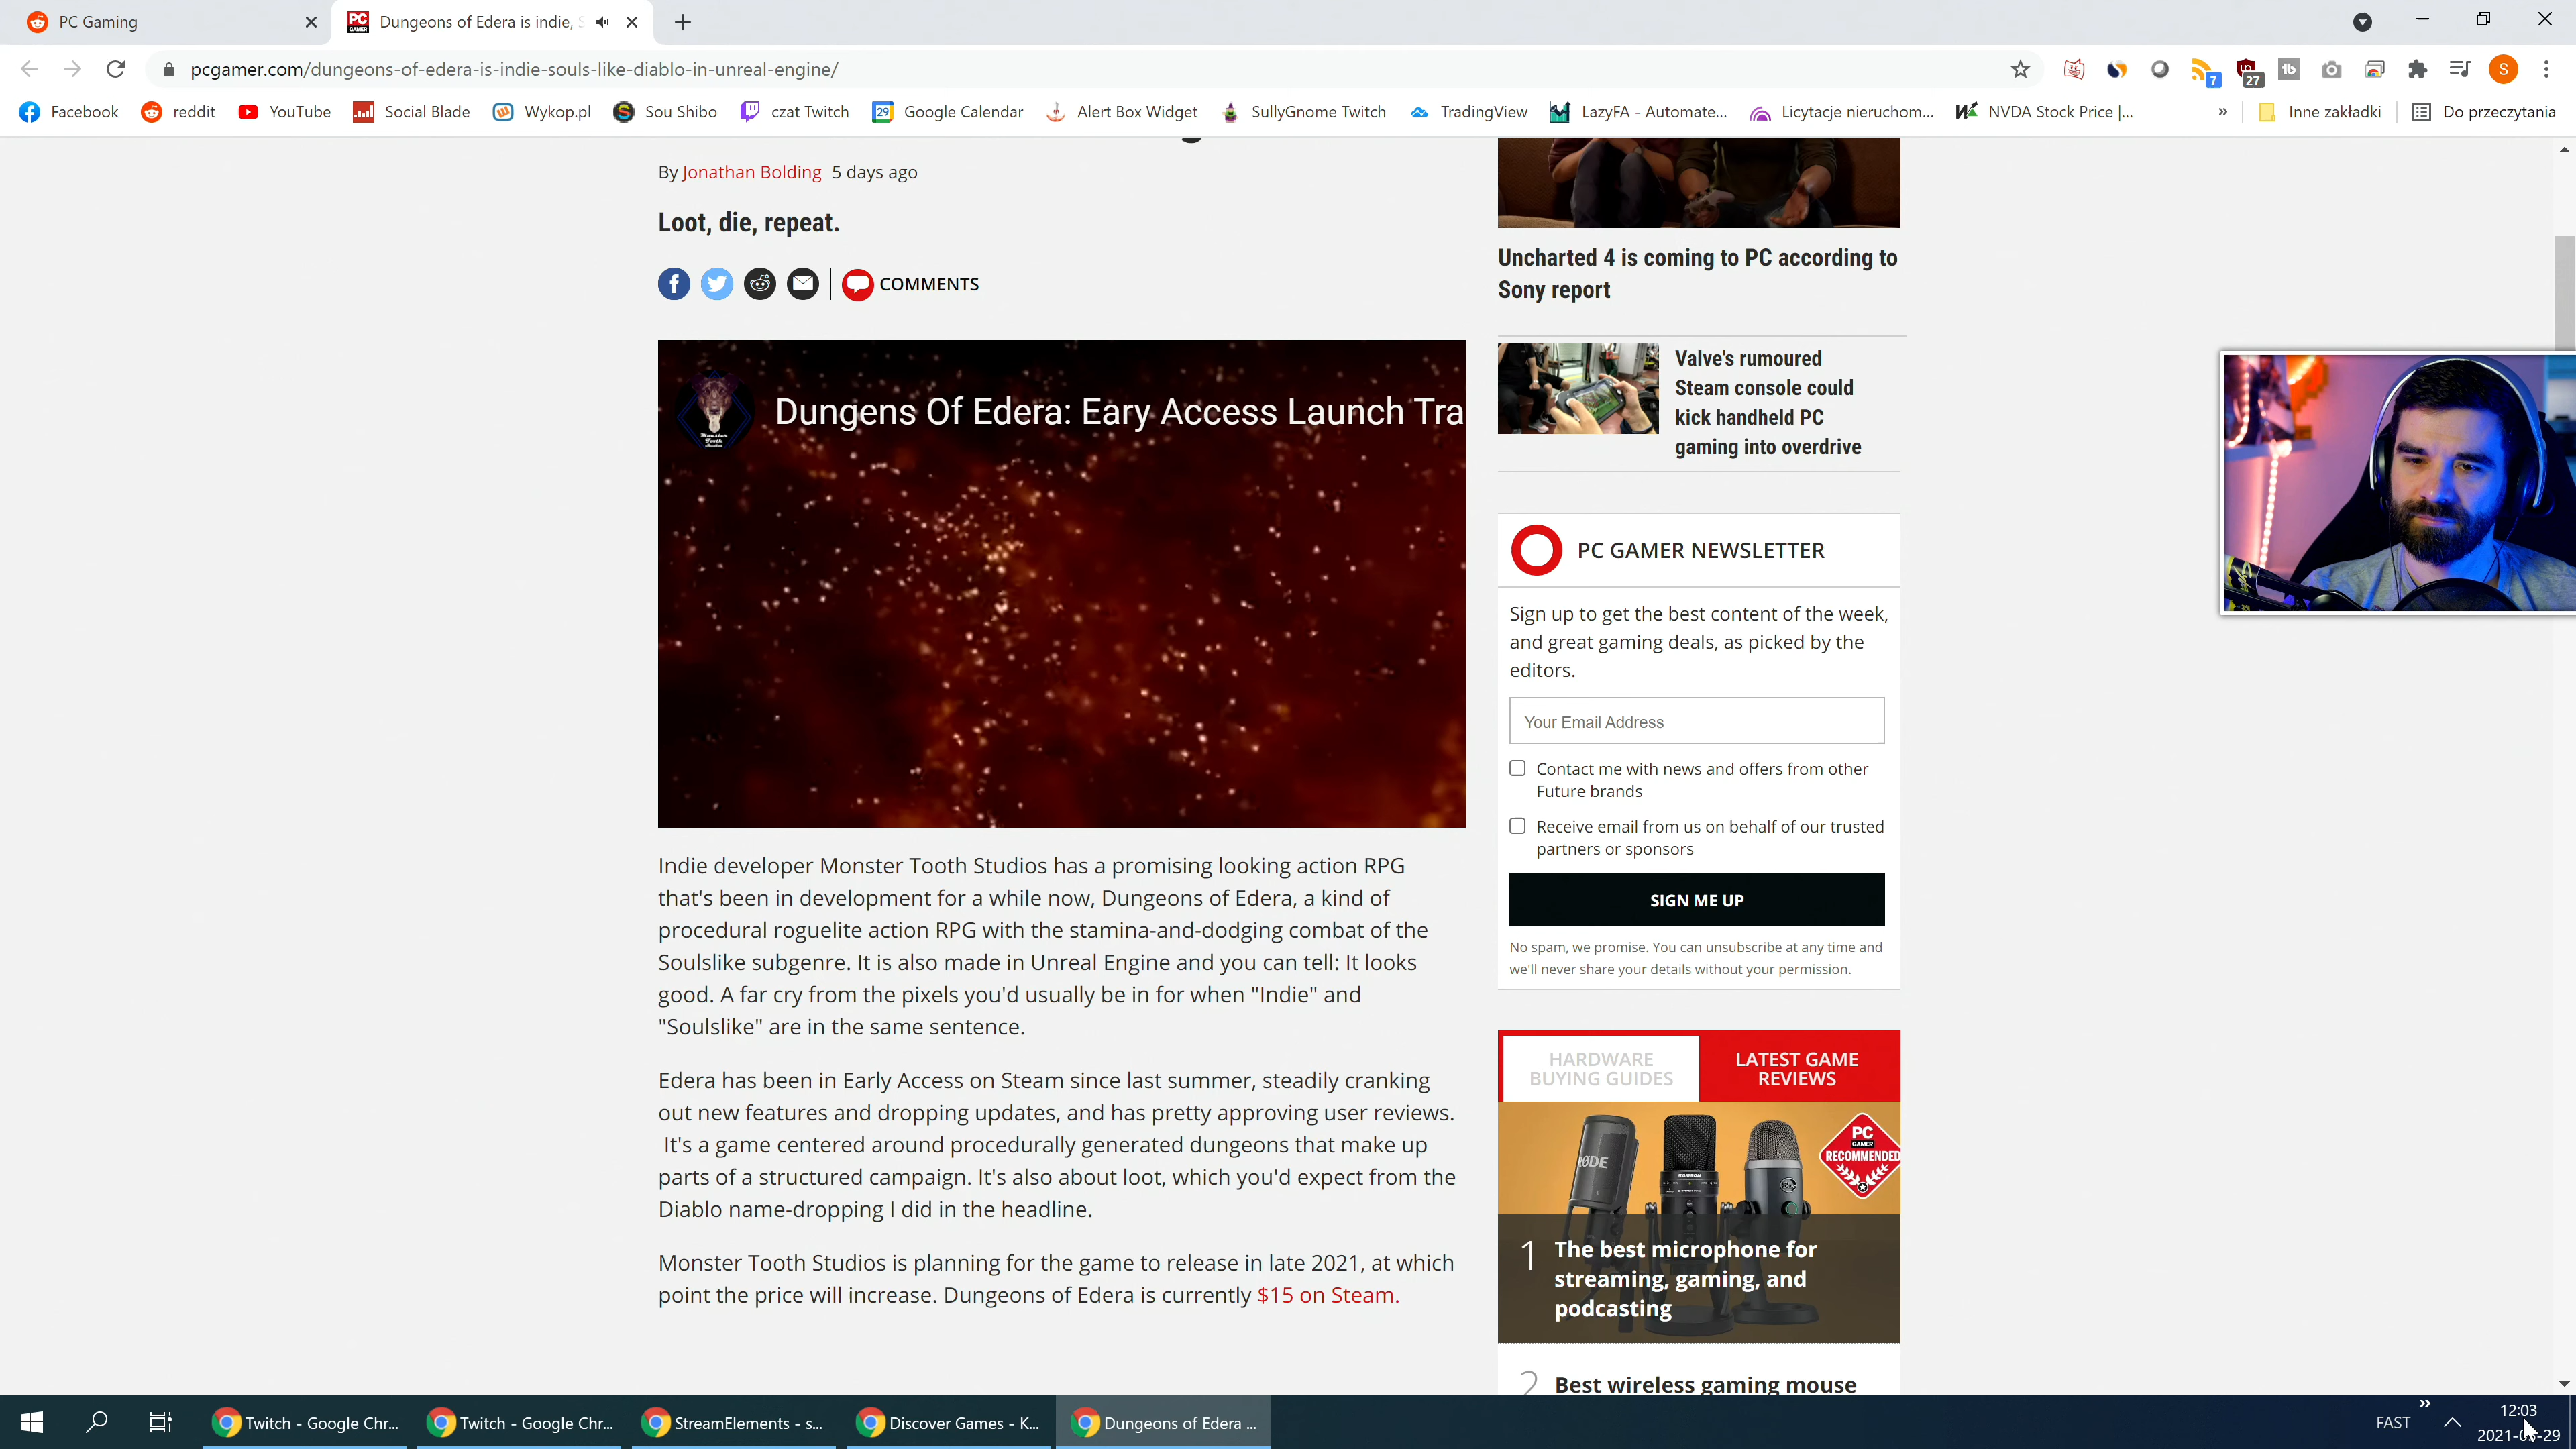 PC Gaming
Dungeons of Edera is indie,
pcgamer.com/dungeons-of-edera-is-indie-souls-like-diablo-in-unreal-engine/
7
27
S
Facebook
reddit
YouTube
Social Blade
Wykop.pl
Sou Shibo
czat Twitch
Google Calendar
Alert Box Widget
SullyGnome Twitch
TradingView
LazyFA - Automate...
Licytacje nieruchom...
NVDA Stock Price |...
»
Inne zakładki
Do przeczytania
By Jonathan Bolding 5 days ago
Loot, die, repeat.
COMMENTS
Dungens Of Edera: Eary Access Launch Tra
Indie developer Monster Tooth Studios has a promising looking action RPG
that's been in development for a while now, Dungeons of Edera, a kind of
procedural roguelite action RPG with the stamina-and-dodging combat of the
Soulslike subgenre. It is also made in Unreal Engine and you can tell: It looks
good. A far cry from the pixels you'd usually be in for when "Indie" and
"Soulslike" are in the same sentence.
Edera has been in Early Access on Steam since last summer, steadily cranking
out new features and dropping updates, and has pretty approving user reviews.
It's a game centered around procedurally generated dungeons that make up
parts of a structured campaign. It's also about loot, which you'd expect from the
Diablo name-dropping I did in the headline.
Monster Tooth Studios is planning for the game to release in late 2021, at which
point the price will increase. Dungeons of Edera is currently $15 on Steam.
Uncharted 4 is coming to PC according to
Sony report
Valve's rumoured
Steam console could
kick handheld PC
gaming into overdrive
PC GAMER NEWSLETTER
Sign up to get the best content of the week,
and great gaming deals, as picked by the
editors.
Your Email Address
Contact me with news and offers from other
Future brands
Receive email from us on behalf of our trusted
partners or sponsors
SIGN ME UP
No spam, we promise. You can unsubscribe at any time and
we'll never share your details without your permission.
HARDWARE
BUYING GUIDES
LATEST GAME
REVIEWS
PC
GAMER
RECOMMENDED
RØDE
SAMSON
1 The best microphone for
streaming, gaming, and
podcasting
2 Best wireless gaming mouse
Twitch - Google Chr...
Twitch - Google Chr...
StreamElements - s...
Discover Games - K...
Dungeons of Edera ...
FAST
»
12:03